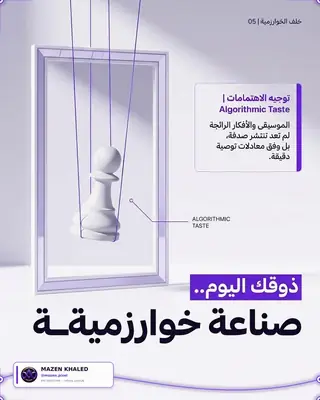 خلف الخوارزمية | 05
توجيه الاهتمامات |
Algorithmic Taste
الموسيقى والأفكار الرائجة
لم تعد تنتشر صدفة،
بل وفق معادلات توصية
دقيقة.
ALGORITHMIC
TASTE
ذوقك اليوم..
صناعة خوارزميةـة
MAZEN KHALED